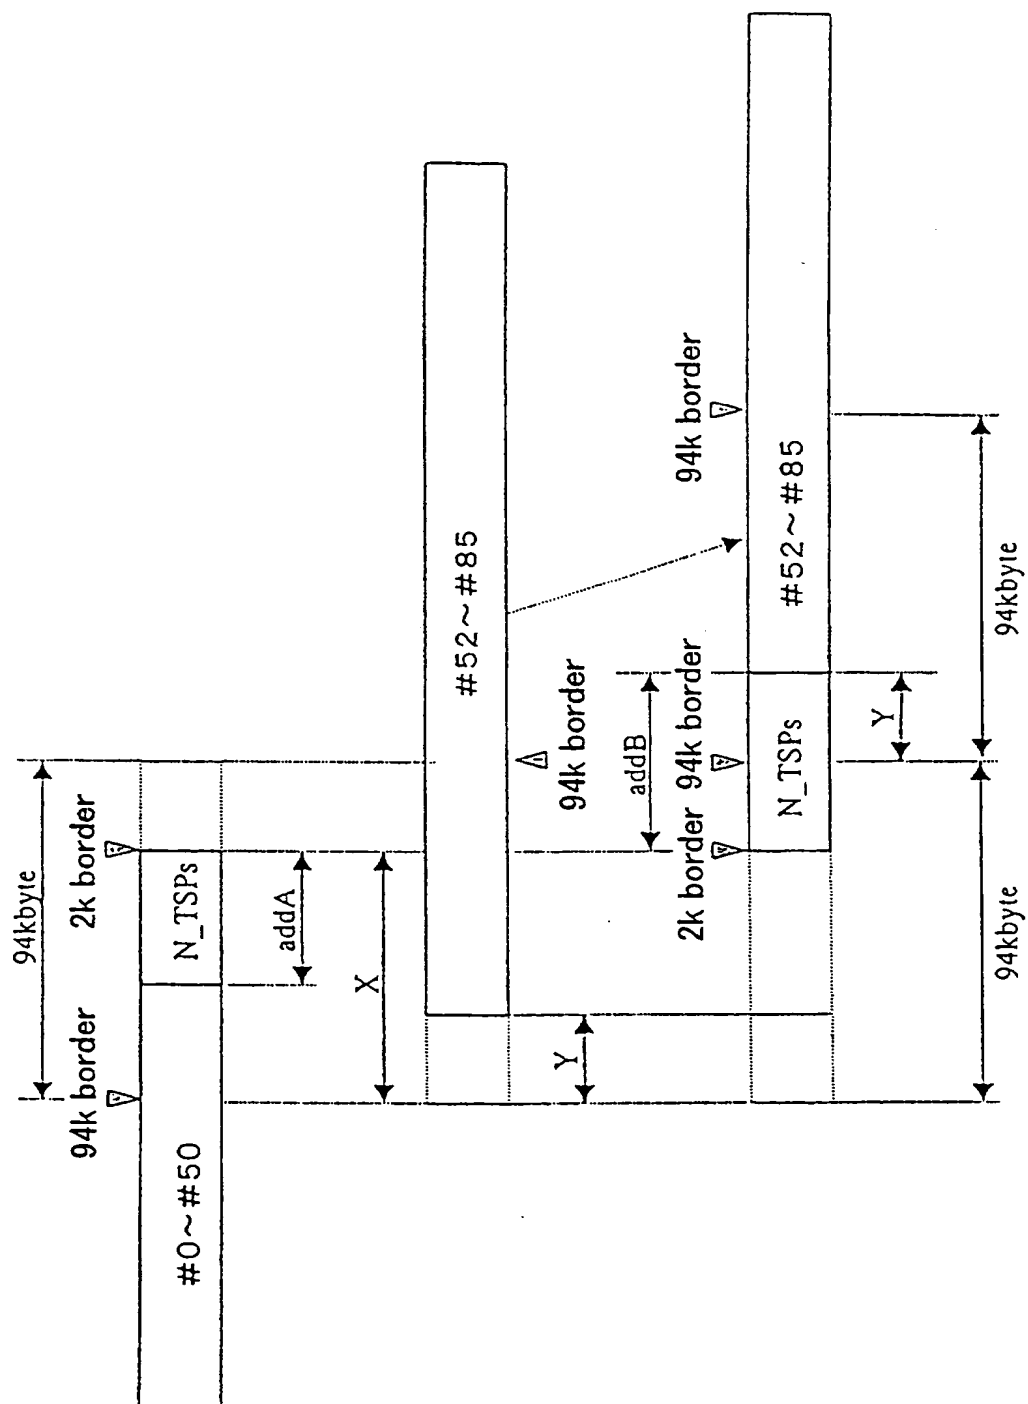 94kbyte
94k border
2k border
#0~#50
N_TSPs
addA
X
#52~#85
94k border
Y
94k border
2k border 94k border
addB
N_TSPs
#52~#85
Y
94kbyte
94kbyte